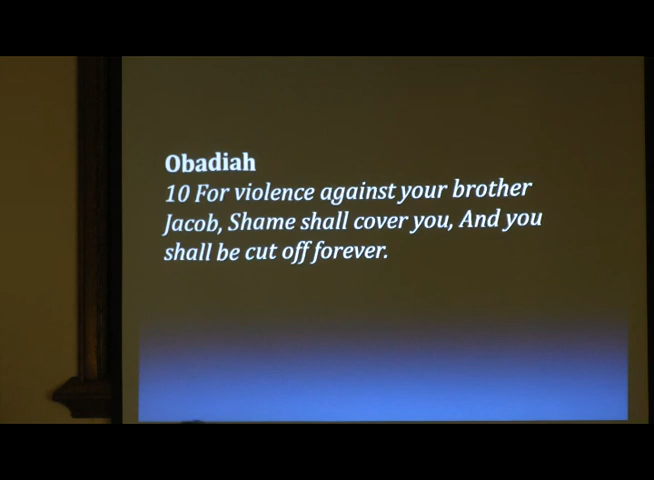 Obadiah
10 For violence against your brother
Jacob, Shame shall cover you, And you
shall be cut off forever.